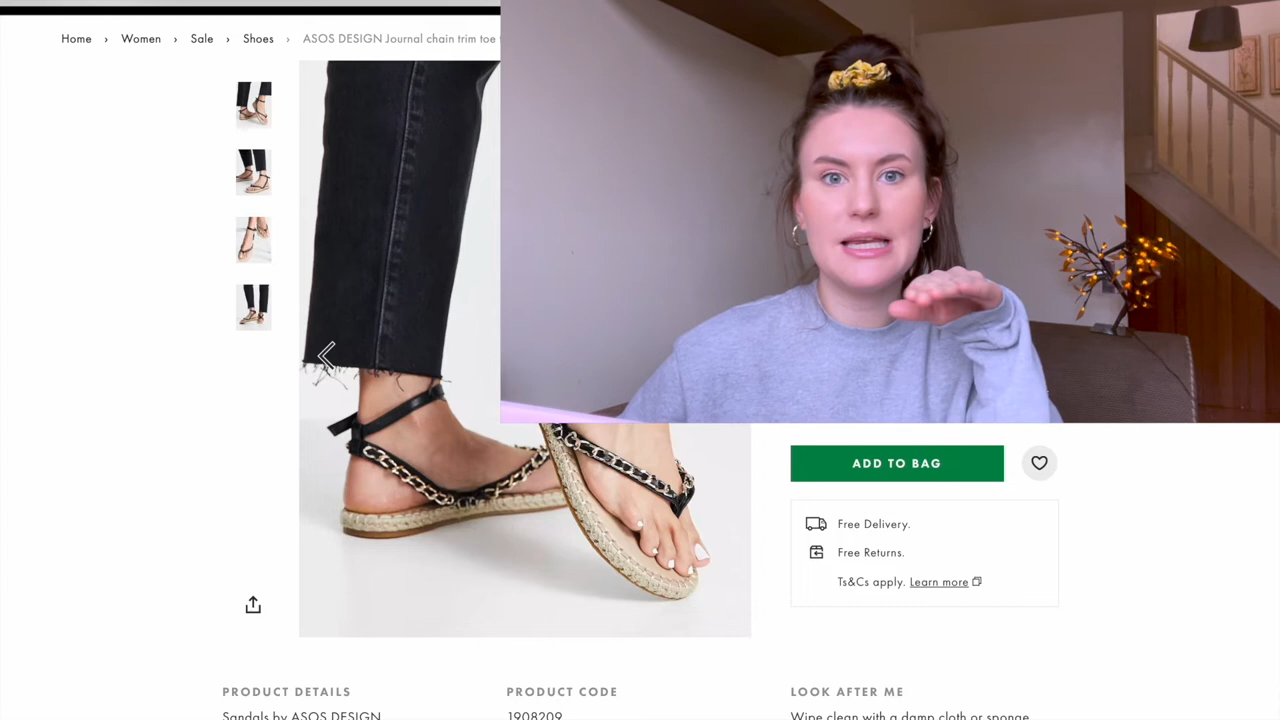 Home › Women › Sale › Shoes › ASOS DESIGN Journal chain trim toe
ADD TO BAG
Free Delivery.
Free Returns.
Ts&Cs apply. Learn more
PRODUCT DETAILS
PRODUCT CODE
LOOK AFTER ME
Sandals by ASOS DESIGN
1908209
Wipe clean with a damp cloth or sponge